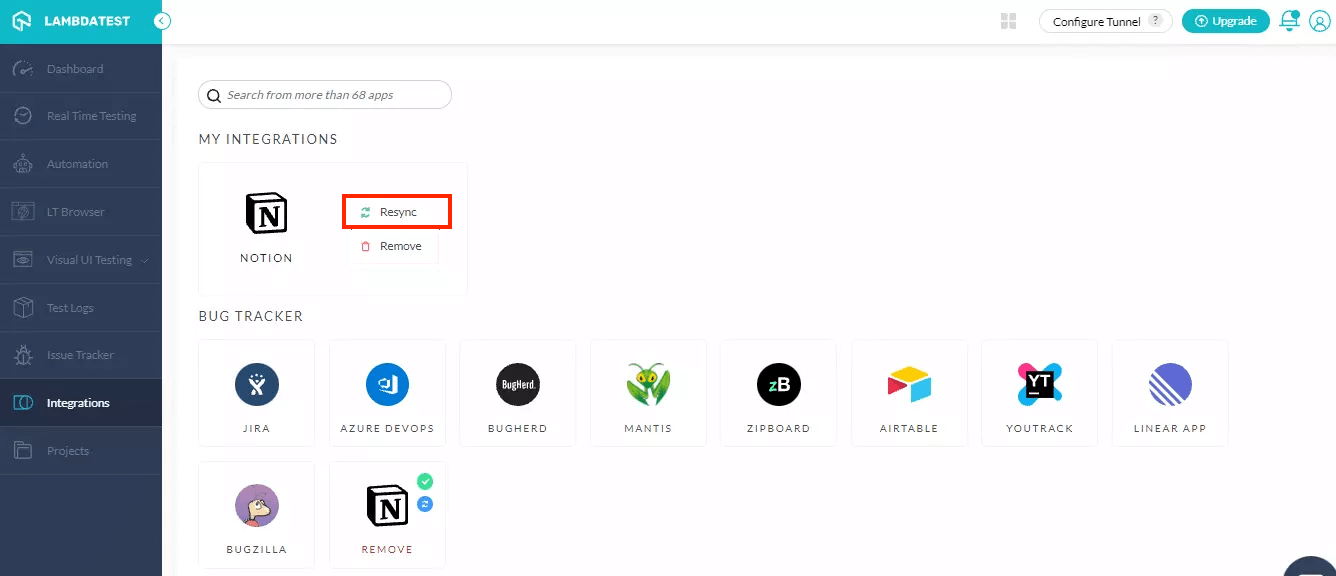 LAMBDATEST
Configure Tunnel ?
Upgrade
Dashboard
Real Time Testing
Automation
LT Browser
Visual UI Testing
Test Logs
Issue Tracker
Integrations
Projects
Search from more than 68 apps
MY INTEGRATIONS
N
NOTION
Resync
Remove
BUG TRACKER
JIRA
AZURE DEVOPS
BugHerd.
BUGHERD
MANTIS
zB
ZIPBOARD
AIRTABLE
YT
YOUTRACK
LINEAR APP
BUGZILLA
N
REMOVE